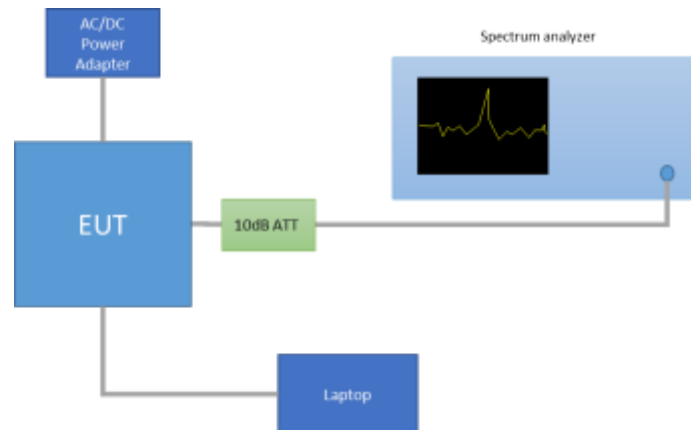 AC/DC
Power
Adapter
Spectrum analyzer
EUT
10dB ATT
Laptop